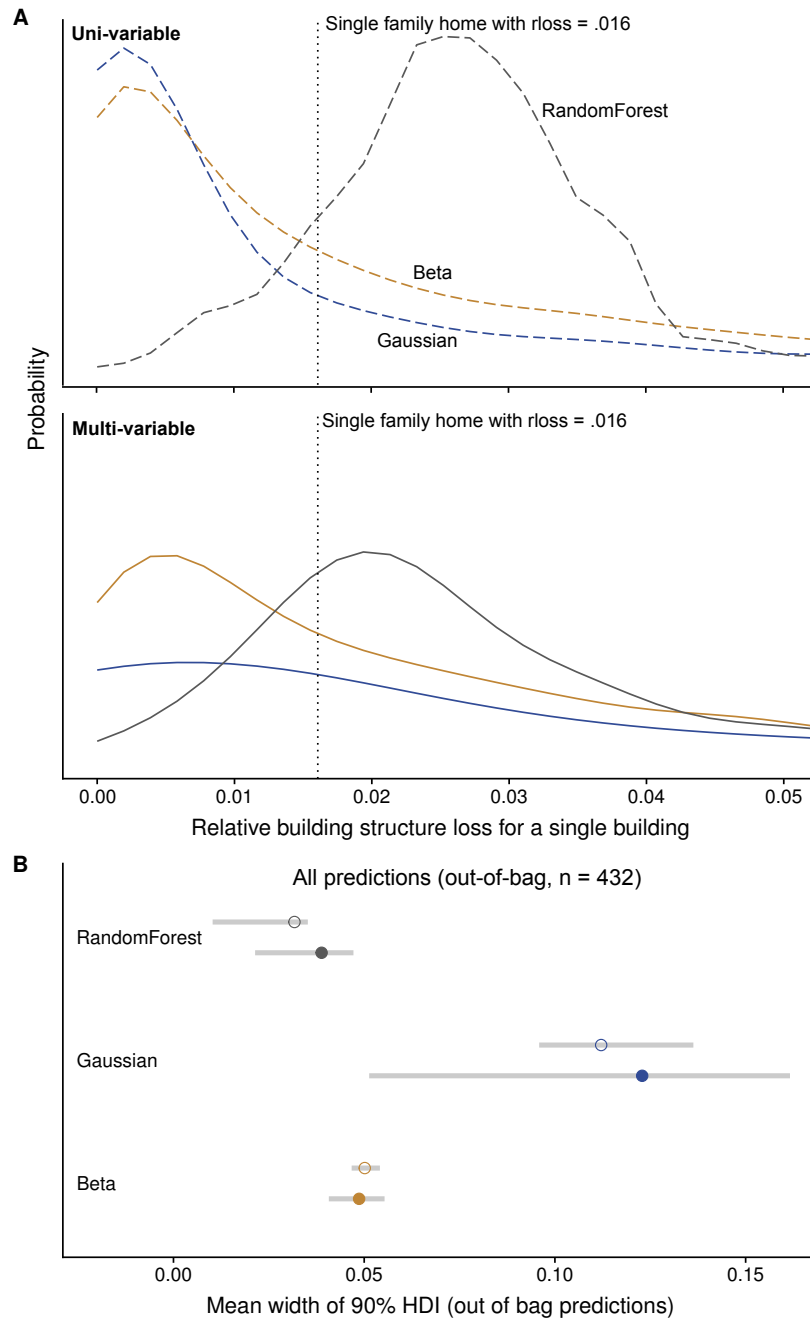 A
Uni-variable
Single family home with rloss = .016
RandomForest
Beta
Gaussian
Probability
Multi-variable
Single family home with rloss = .016
0.00 0.01 0.02 0.03 0.04 0.05
Relative building structure loss for a single building
B
All predictions (out-of-bag, n = 432)
RandomForest
Gaussian
Beta
0.00 0.05 0.10 0.15
Mean width of 90% HDI (out of bag predictions)